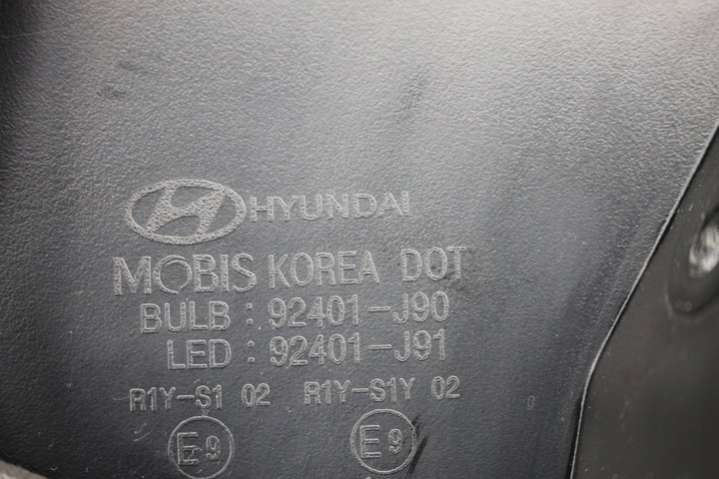 HYUNDAI
MOBIS KOREA DOT
BULB : 92401-J90
LED : 92401-J91
R1Y-S1 02 R1Y-S1Y 02
E9 E9